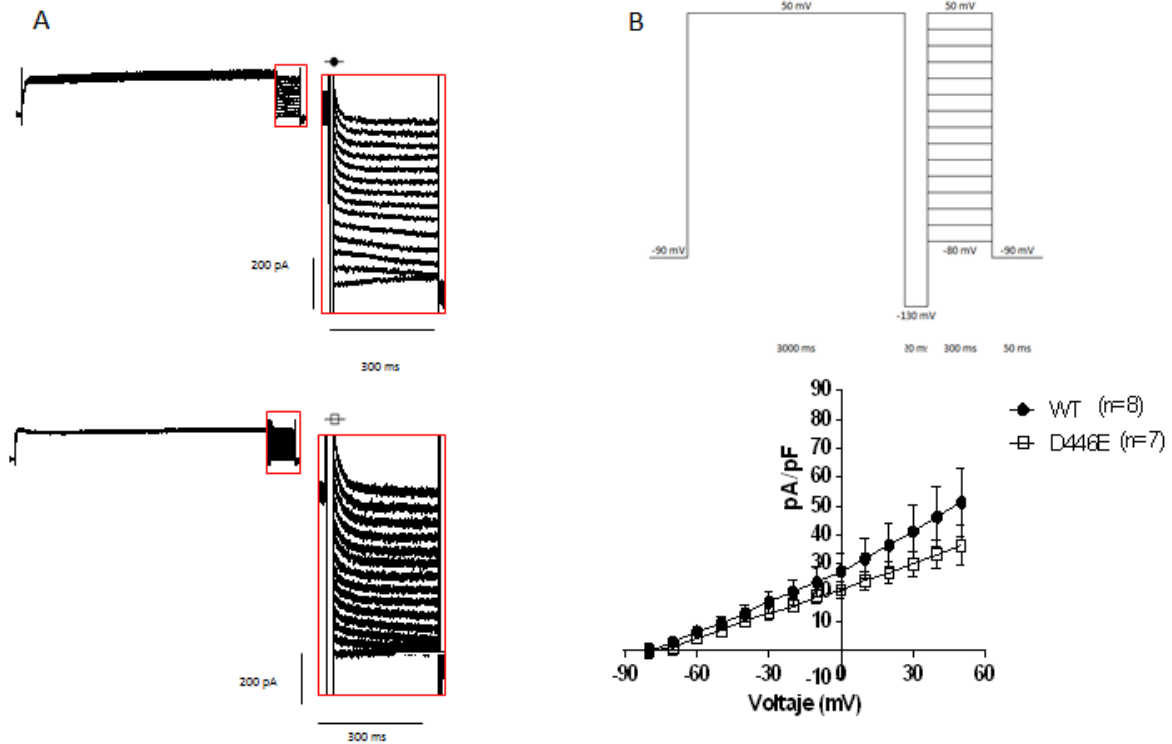 A
200 pA
300 ms
200 pA
300 ms
B
50 mV
50 mV
-90 mV
-80 mV
-90 mV
-130 mV
3000 ms
300 ms
50 ms
90
80
70
60
50
40
30
20
10
-10
-90
-60
-30
0
30
60
pA/pF
Voltaje (mV)
WT (n=8)
D446E (n=7)